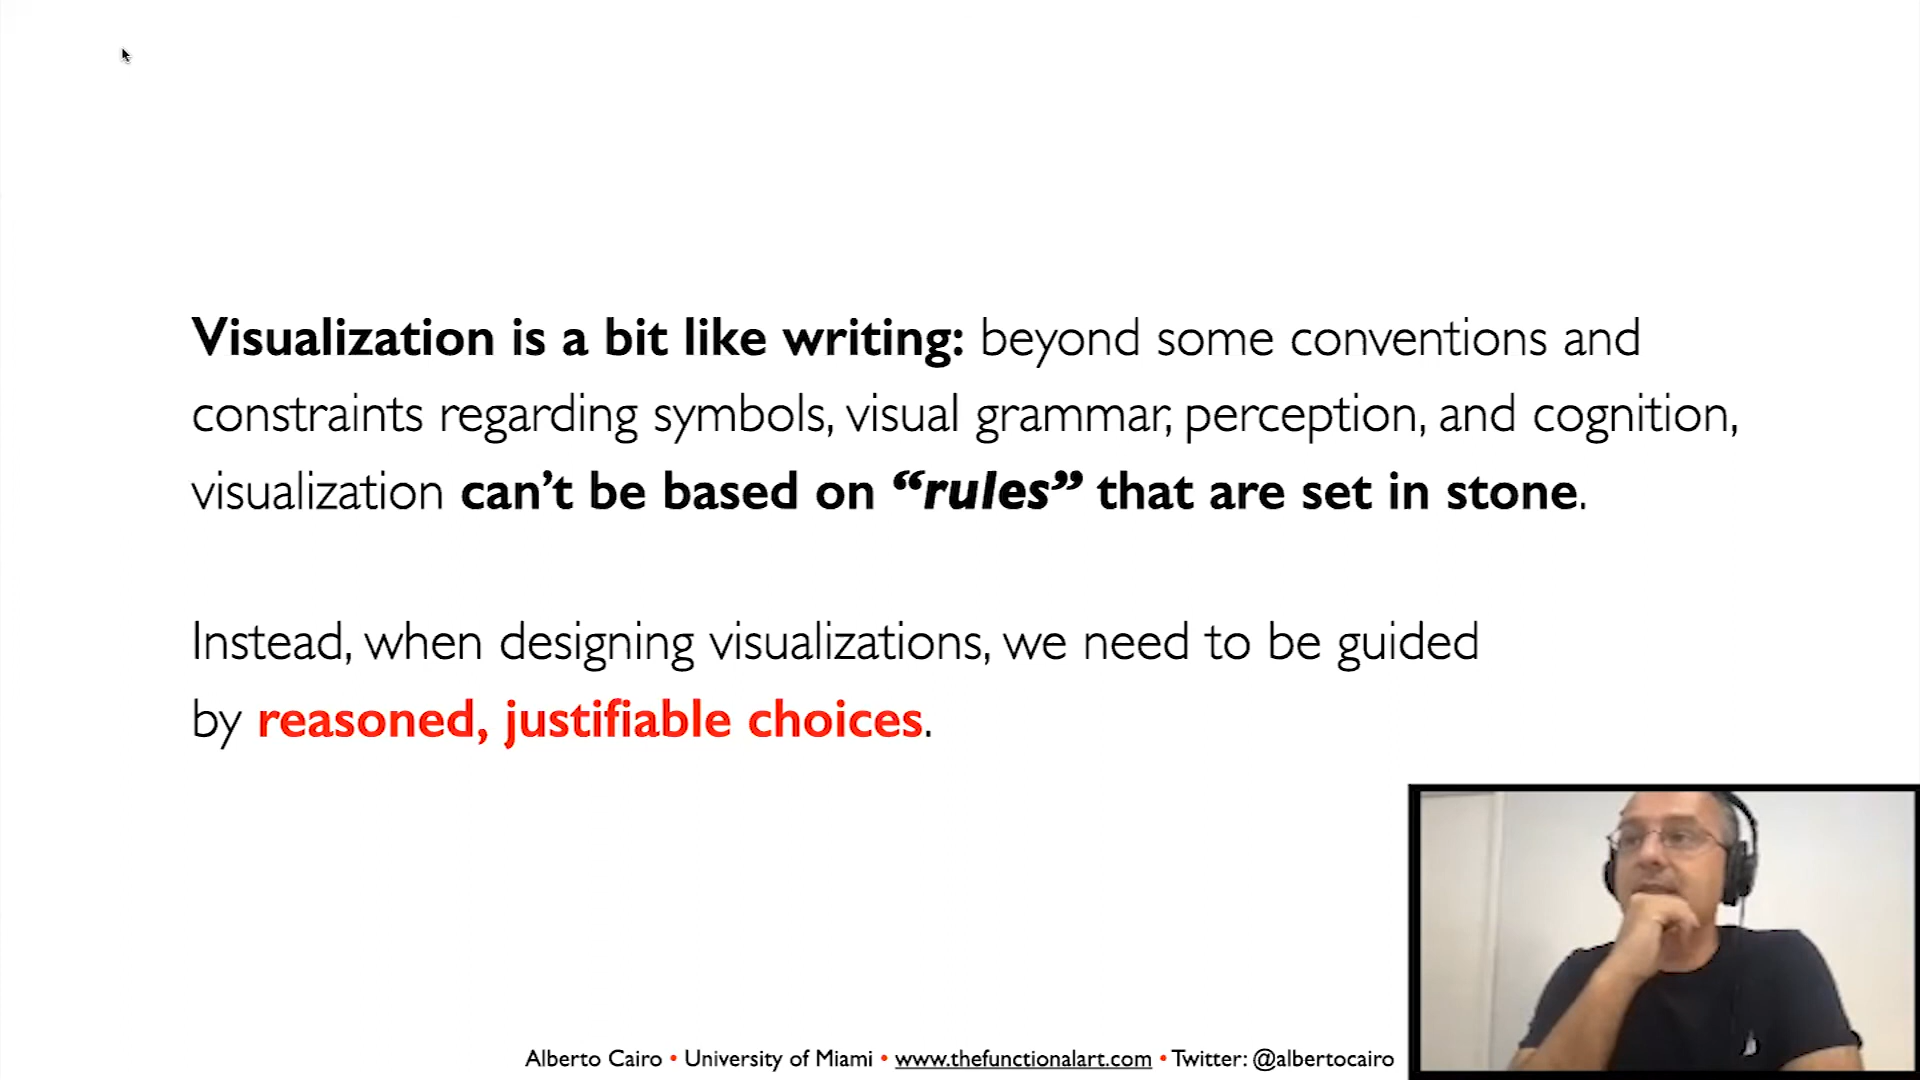 Visualization is a bit like writing: beyond some conventions and
constraints regarding symbols, visual grammar, perception, and cognition,
visualization can’t be based on “rules” that are set in stone.
Instead, when designing visualizations, we need to be guided
by reasoned, justifiable choices.
Alberto Cairo • University of Miami • www.thefunctionalart.com • Twitter: @albertocairo